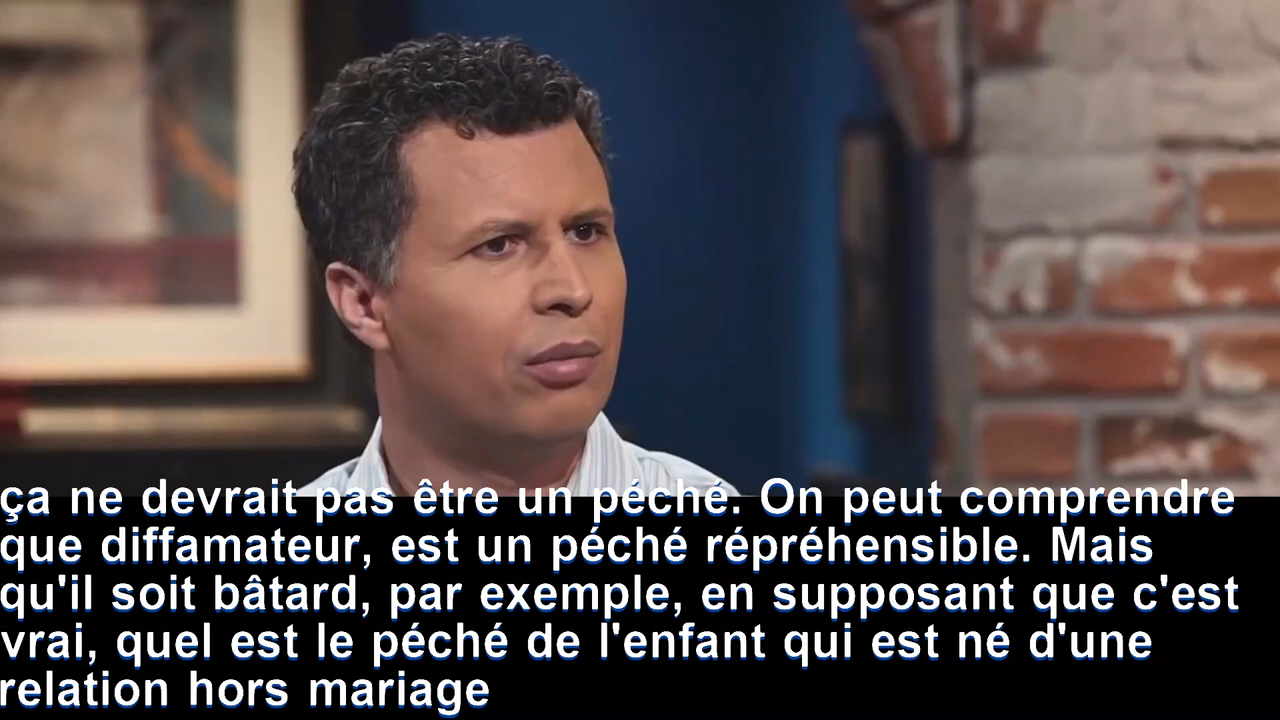 ça ne devrait pas être un péché. On peut comprendre
que diffamateur, est un péché répréhensible. Mais
qu'il soit bâtard, par exemple, en supposant que c'est
vrai, quel est le péché de l'enfant qui est né d'une
relation hors mariage